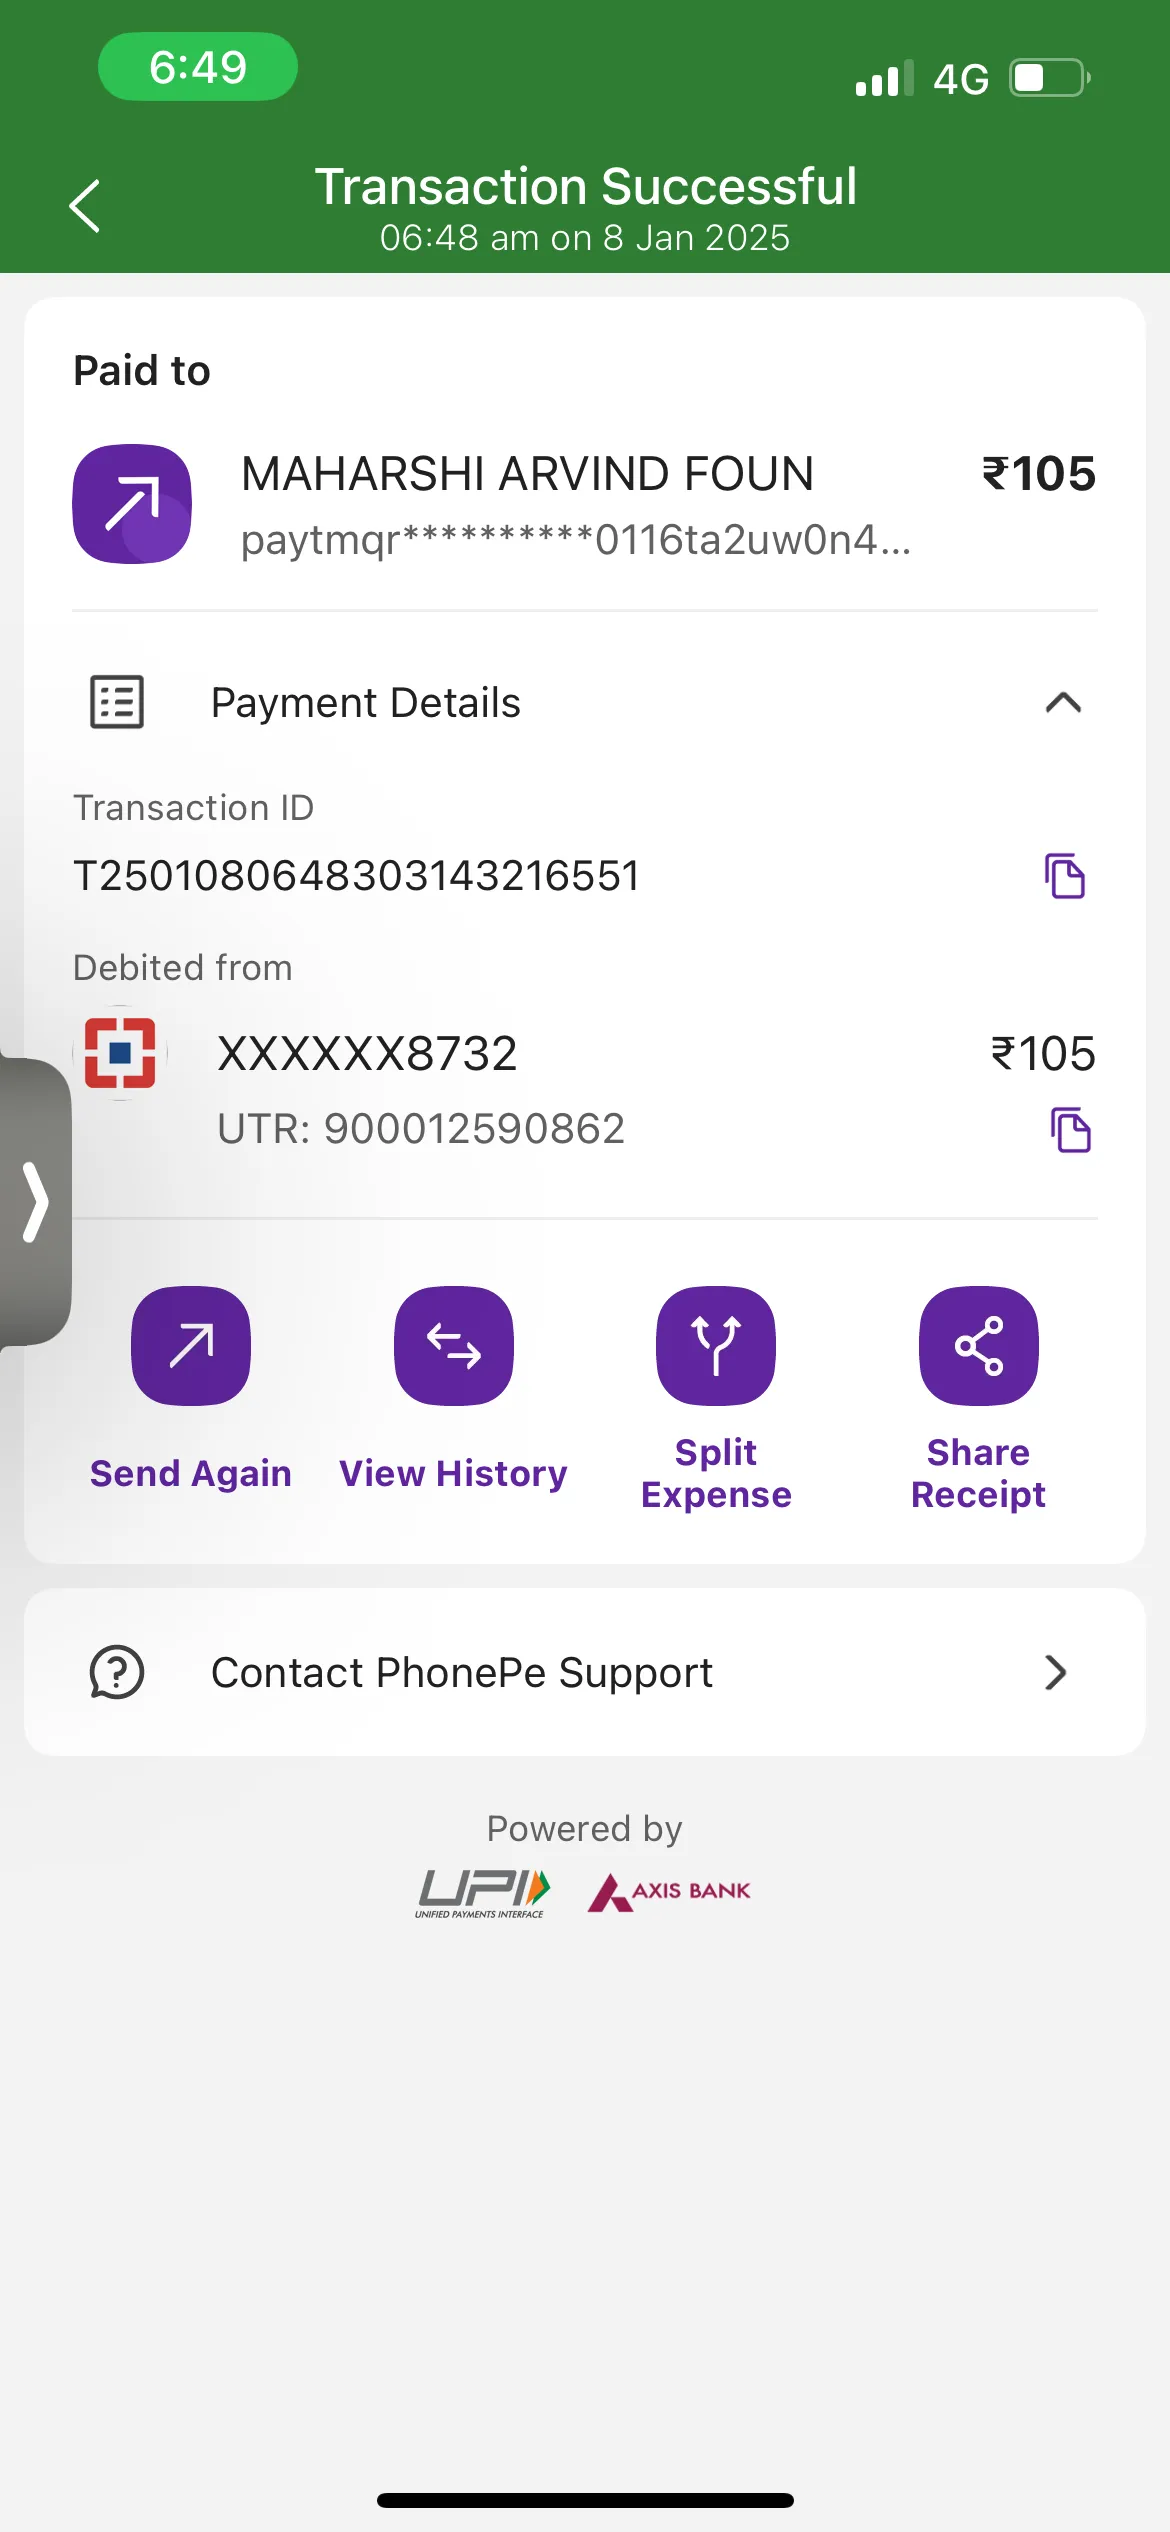 6:49
4G
Transaction Successful
06:48 am on 8 Jan 2025
Paid to
MAHARSHI ARVIND FOUN ₹105
paytmqr**********0116ta2uw0n4...
Payment Details
Transaction ID
T2501080648303143216551
Debited from
XXXXXX8732 ₹105
UTR: 900012590862
Send Again
View History
Split
Expense
Share
Receipt
Contact PhonePe Support
Powered by
UPI
UNIFIED PAYMENTS INTERFACE
AXIS BANK